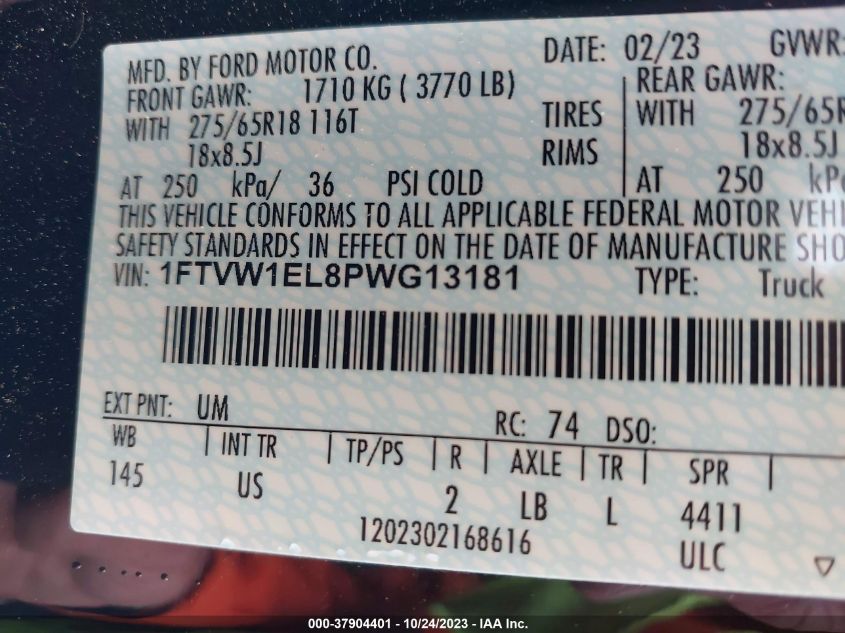 MFD. BY FORD MOTOR CO. DATE: 02/23 GVWR:
FRONT GAWR: 1710 KG ( 3770 LB) REAR GAWR:
WITH 275/65R18 116T TIRES WITH 275/65R
18x8.5J RIMS 18x8.5J
AT 250 kPa/ 36 PSI COLD AT 250 kP
THIS VEHICLE CONFORMS TO ALL APPLICABLE FEDERAL MOTOR VEHI
SAFETY STANDARDS IN EFFECT ON THE DATE OF MANUFACTURE SHO
VIN: 1FTVW1EL8PWG13181 TYPE: Truck
EXT PNT: UM RC: 74 DSO:
WB INT TR TP/PS R AXLE TR SPR
145 US 2 LB L 4411
1202302168616 ULC
000-37904401 - 10/24/2023 - IAA Inc.